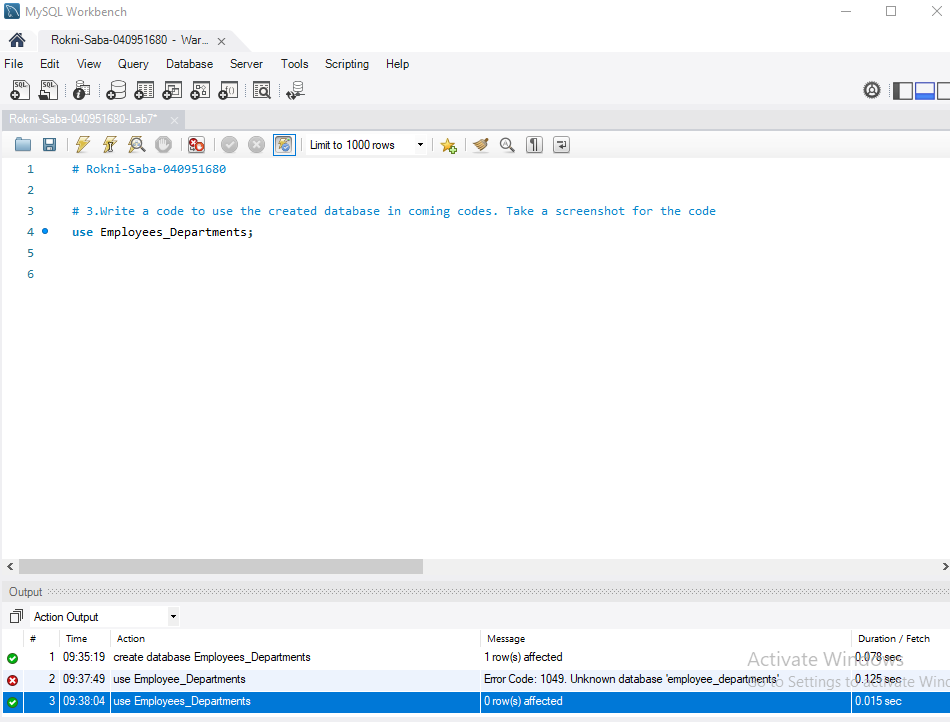 MySQL Workbench
Rokni-Saba-040951680 - War...
File Edit View Query Database Server Tools Scripting Help
Rokni-Saba-040951680-Lab7*
Limit to 1000 rows
1 # Rokni-Saba-040951680
2
3 # 3.Write a code to use the created database in coming codes. Take a screenshot for the code
4 use Employees_Departments;
5
6
Output
Action Output
# Time Action Message Duration / Fetch
1 09:35:19 create database Employees_Departments 1 row(s) affected 0.078 sec
2 09:37:49 use Employee_Departments Error Code: 1049. Unknown database 'employee_departments' 0.125 sec
3 09:38:04 use Employees_Departments 0 row(s) affected 0.015 sec
Activate Windows
Go to Settings to activate Winc